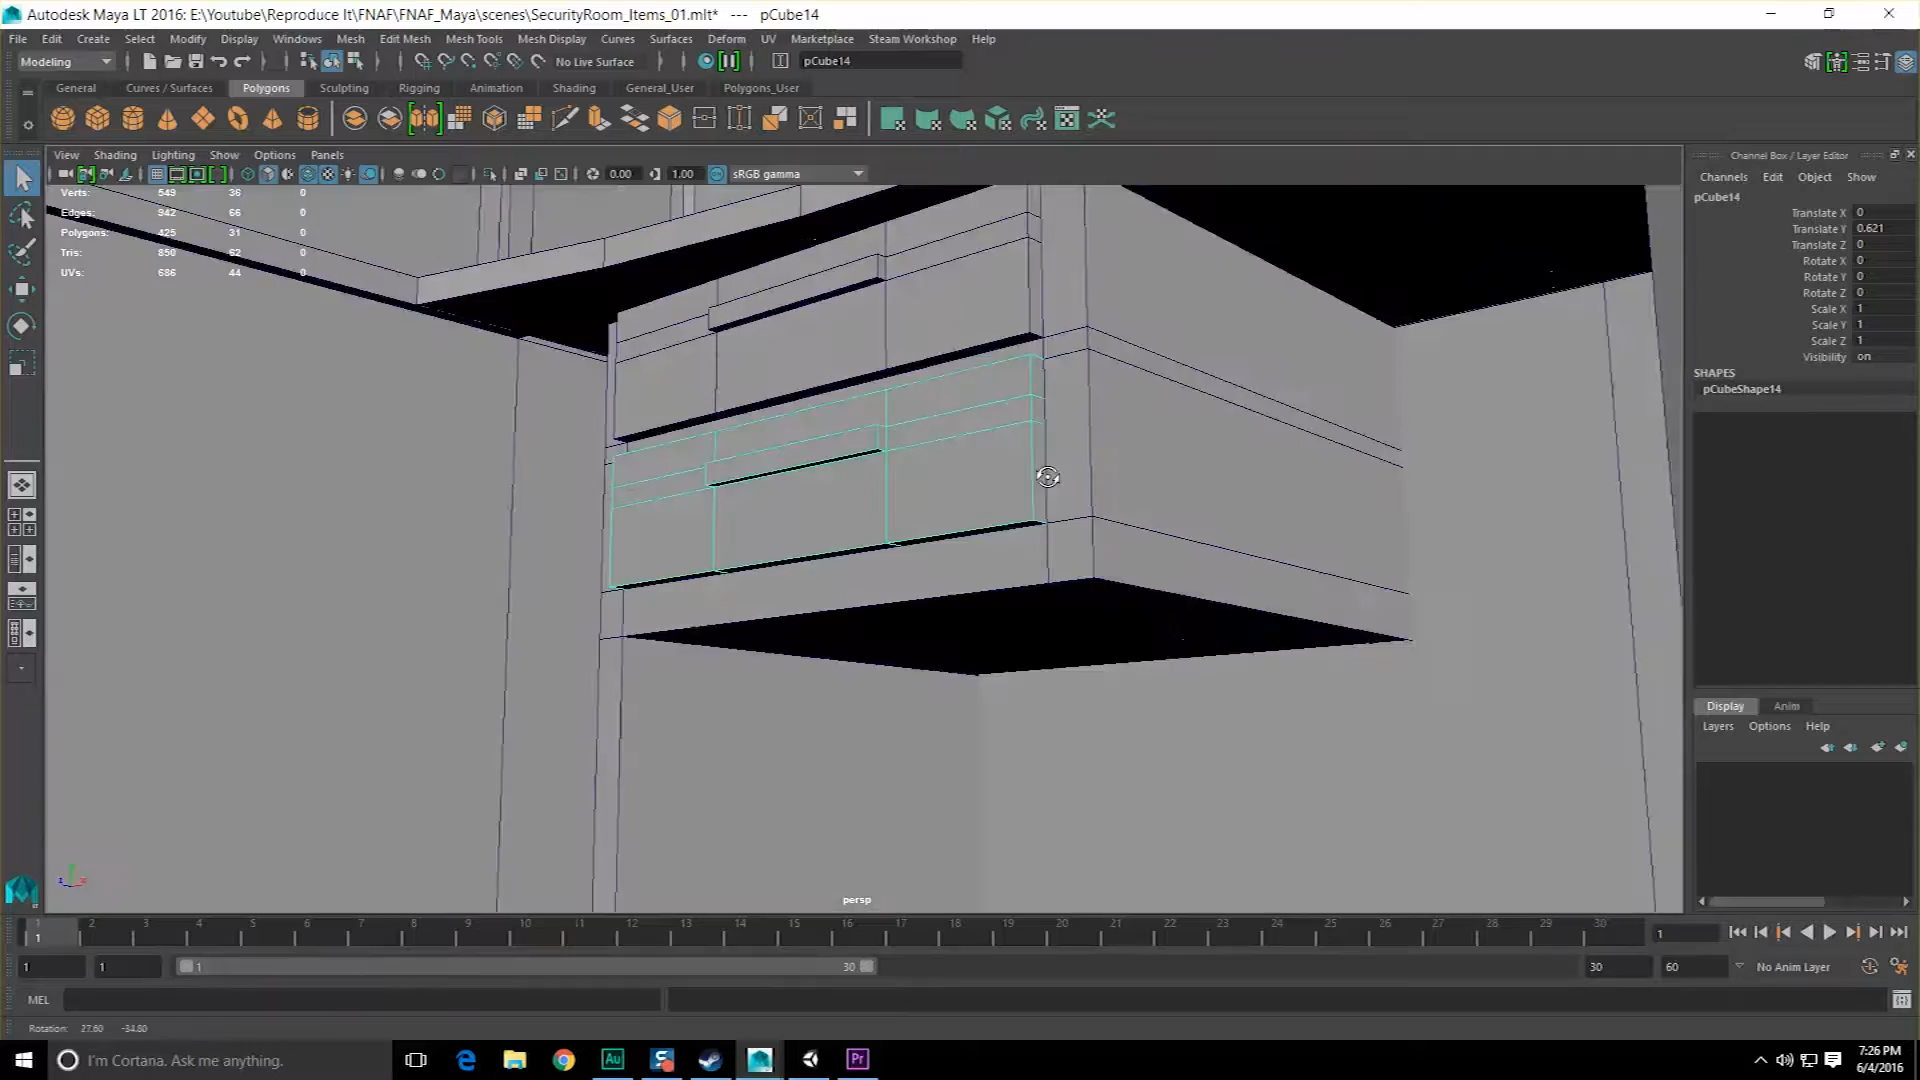 Autodesk Maya LT 2016: E:\Youtube\Reproduce It\FNAF\FNAF_Maya\scenes\SecurityRoom_Items_01.mlt* --- pCube14
File Edit Create Select Modify Display Windows Mesh Edit Mesh Mesh Tools Mesh Display Curves Surfaces Deform UV Marketplace Steam Workshop Help
Modeling No Live Surface pCube14
General Curves / Surfaces Polygons Sculpting Rigging Animation Shading General_User Polygons_User
View Shading Lighting Show Options Panels
0.00 1.00 sRGB gamma
Verts: 549 36 0
Edges: 942 66 0
Polygons: 425 31 0
Tris: 850 62 0
UVs: 686 44 0
persp
Channel Box / Layer Editor
Channels Edit Object Show
pCube14
Translate X 0
Translate Y 0.621
Translate Z 0
Rotate X 0
Rotate Y 0
Rotate Z 0
Scale X 1
Scale Y 1
Scale Z 1
Visibility on
SHAPES
pCubeShape14
Display Anim
Layers Options Help
1 2 3 4 5 6 7 8 9 10 11 12 13 14 15 16 17 18 19 20 21 22 23 24 25 26 27 28 29 30
1 1
1 1 1 30 30 60 No Anim Layer
MEL
Rotation: 27.60 -34.80
I'm Cortana. Ask me anything.
Au Pr
7:26 PM
6/4/2016